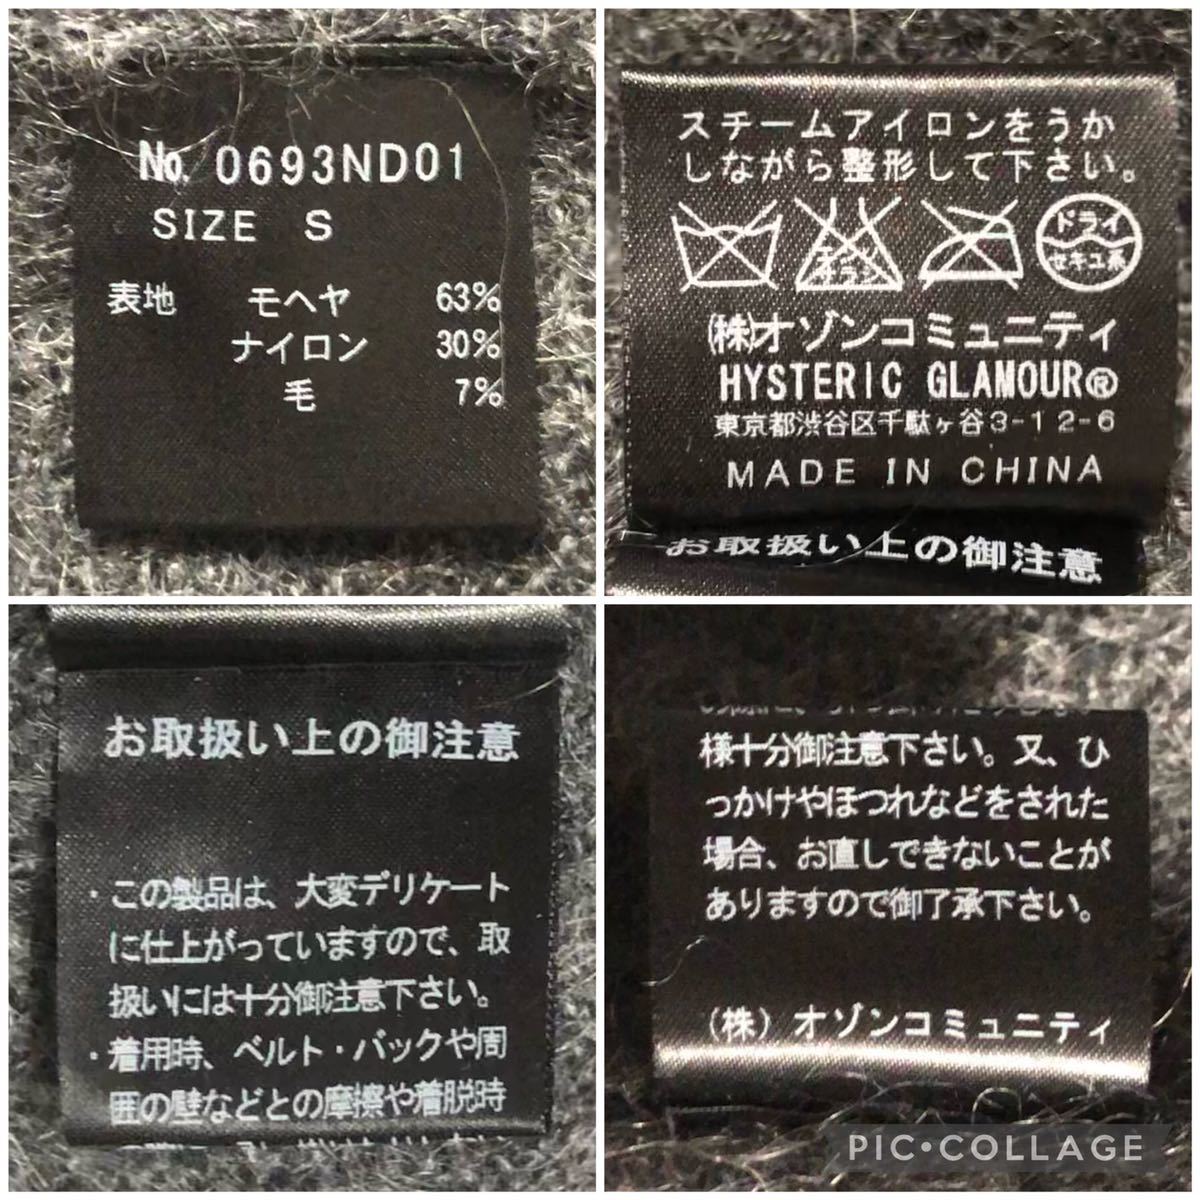 No. 0693ND01
SIZE S
表地 モヘヤ 63%
ナイロン 30%
毛 7%
スチームアイロンをうか
しながら整形して下さい。
エンソ
サラシ
ドライ
セキユ系
(株)オゾンコミュニティ
HYSTERIC GLAMOUR®
東京都渋谷区千駄ヶ谷3-12-6
MADE IN CHINA
お取扱い上の御注意
お取扱い上の御注意
・この製品は、大変デリケート
に仕上がっていますので、取
扱いには十分御注意下さい。
・着用時、ベルト・バックや周
囲の壁などとの摩擦や着脱時
様十分御注意下さい。又、ひ
っかけやほつれなどをされた
場合、お直しできないことが
ありますので御了承下さい。
(株)オゾンコミュニティ
PIC•COLLAGE